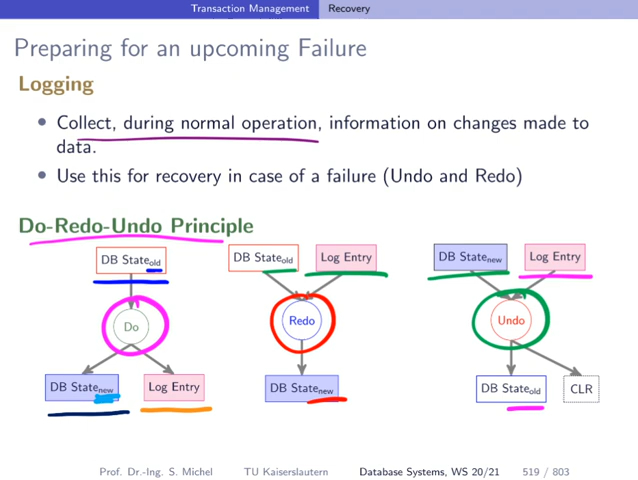 Transaction Management Recovery
Preparing for an upcoming Failure
Logging
• Collect, during normal operation, information on changes made to
data.
• Use this for recovery in case of a failure (Undo and Redo)
Do-Redo-Undo Principle
DB State_old
DB State_old Log Entry
DB State_new Log Entry
Do
Redo
Undo
DB State_new Log Entry
DB State_new
DB State_old CLR
Prof. Dr.-Ing. S. Michel TU Kaiserslautern Database Systems, WS 20/21 519 / 803